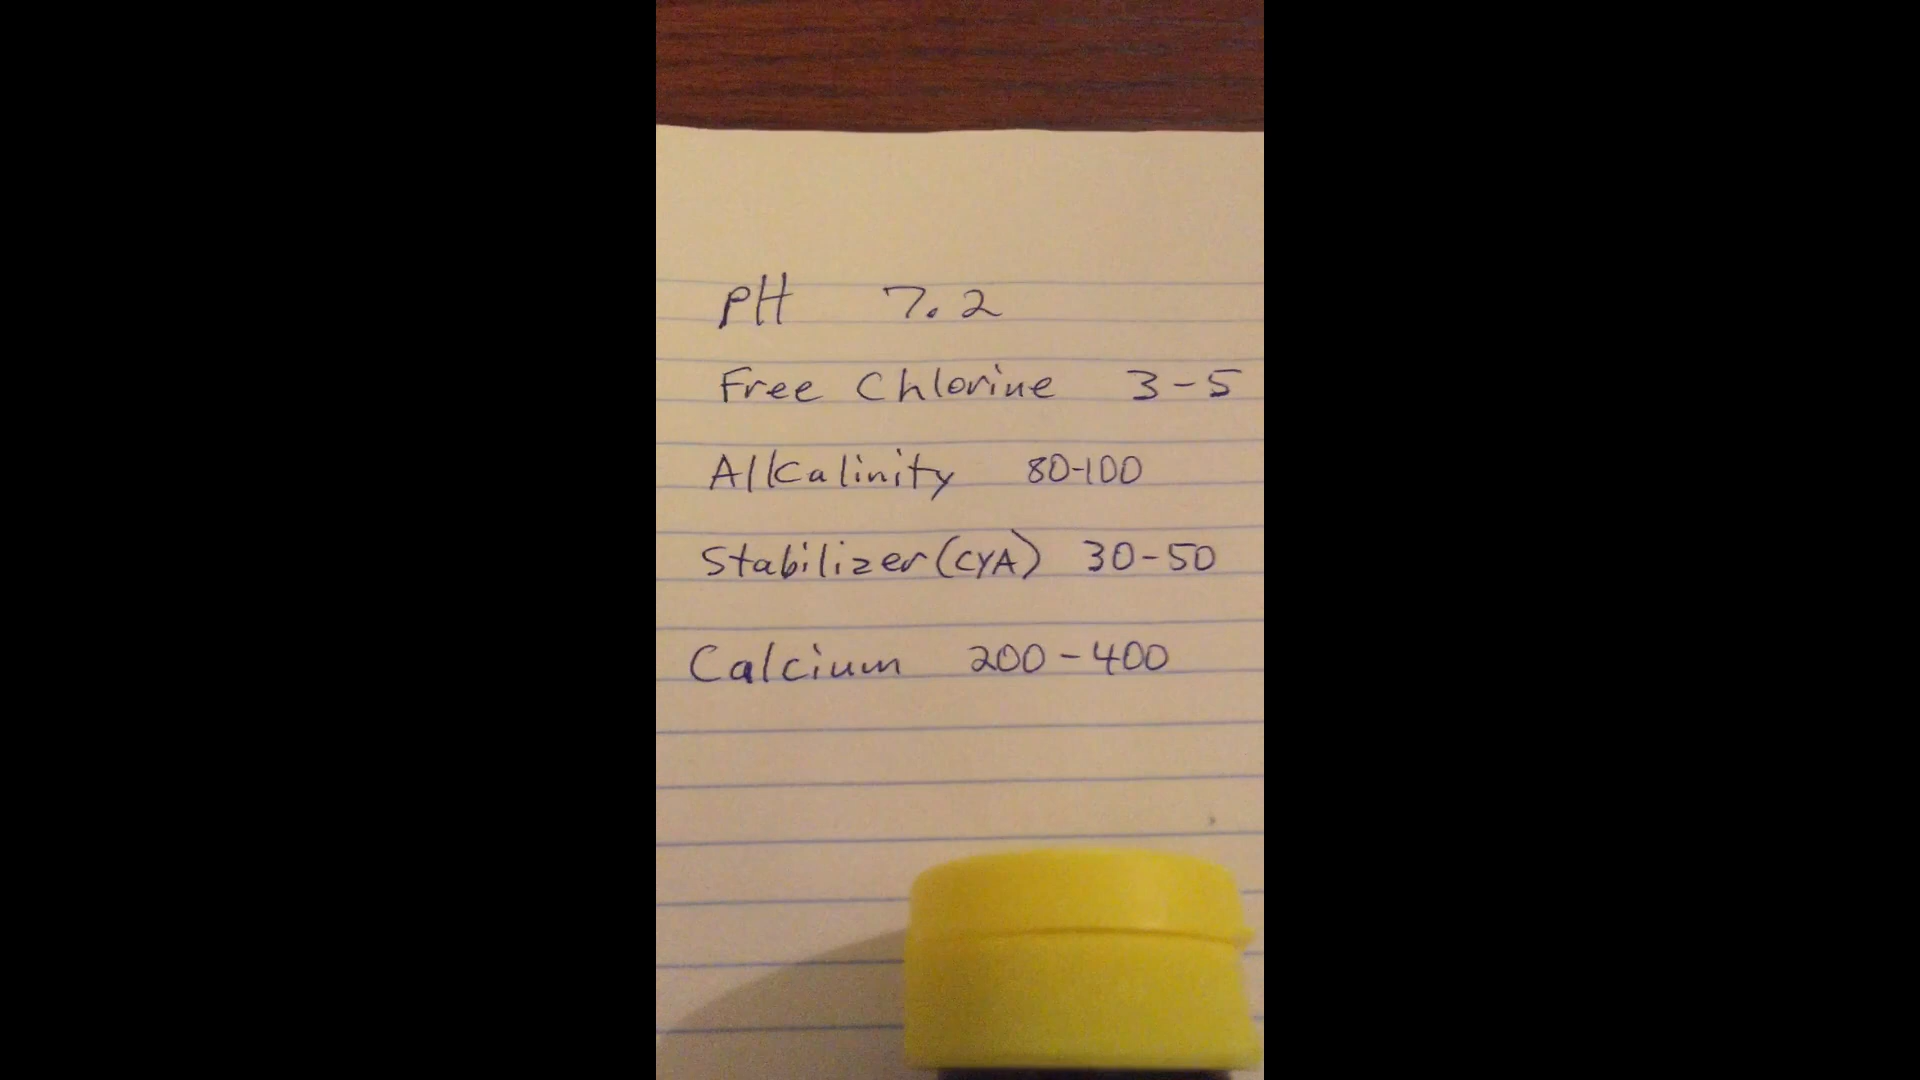 pH 7.2
Free Chlorine 3-5
Alkalinity 80-100
Stabilizer (CYA) 30-50
Calcium 200-400